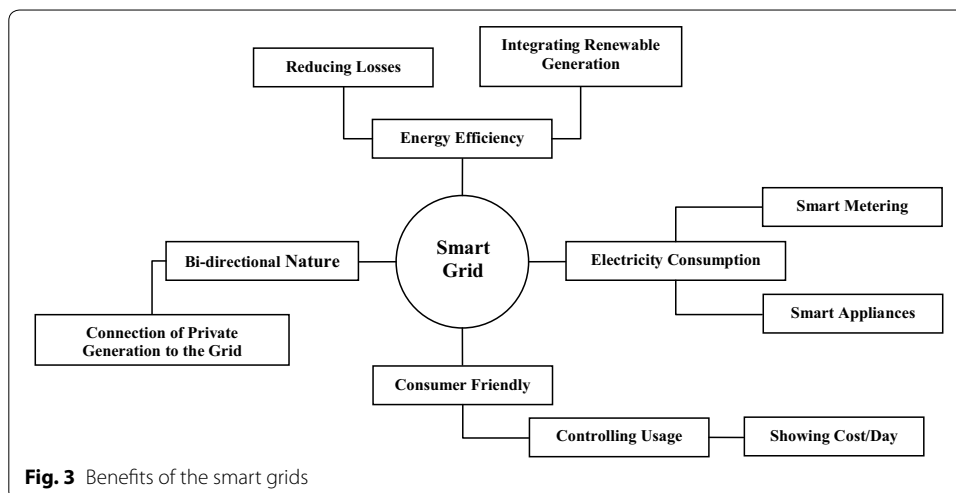 Integrating Renewable
Generation
Reducing Losses
Energy Efficiency
Smart Metering
Smart
Grid
Bi-directional Nature
Electricity Consumption
Smart Appliances
Connection of Private
Generation to the Grid
Consumer Friendly
Controlling Usage
Showing Cost/Day
Fig. 3 Benefits of the smart grids